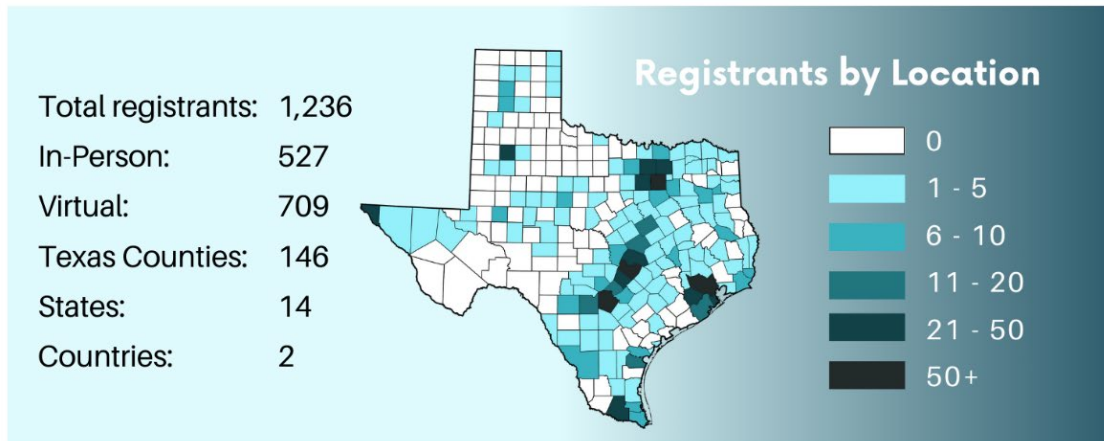 Registrants by Location
Total registrants: 1,236
In-Person: 527
Virtual: 709
Texas Counties: 146
States: 14
Countries: 2
0
1 - 5
6 - 10
11 - 20
21 - 50
50+